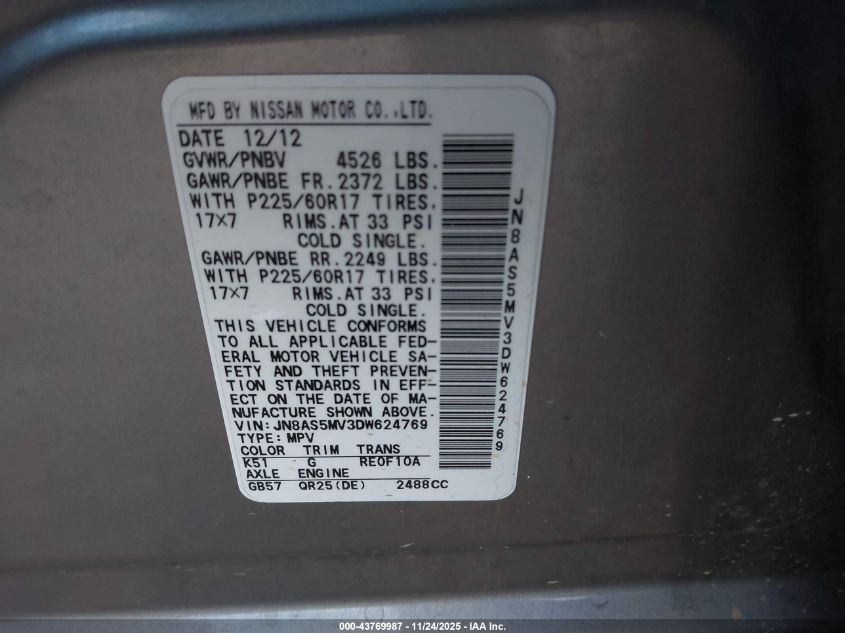 MFD BY NISSAN MOTOR CO.,LTD.
DATE 12/12
GVWR/PNBV 4526 LBS.
GAWR/PNBE FR. 2372 LBS.
WITH P225/60R17 TIRES.
17×7 RIMS.AT 33 PSI
COLD SINGLE.
GAWR/PNBE RR. 2249 LBS.
WITH P225/60R17 TIRES.
17×7 RIMS.AT 33 PSI
COLD SINGLE.
THIS VEHICLE CONFORMS
TO ALL APPLICABLE FED-
ERAL MOTOR VEHICLE SA-
FETY AND THEFT PREVEN-
TION STANDARDS IN EFF-
ECT ON THE DATE OF MA-
NUFACTURE SHOWN ABOVE.
VIN:JN8AS5MV3DW624769
TYPE:MPV
COLOR TRIM TRANS
K51 G RE0F10A
AXLE ENGINE
GB57 QR25(DE) 2488CC
JN8AS5MV3DW624769
000-43769987 - 11/24/2025 - IAA Inc.